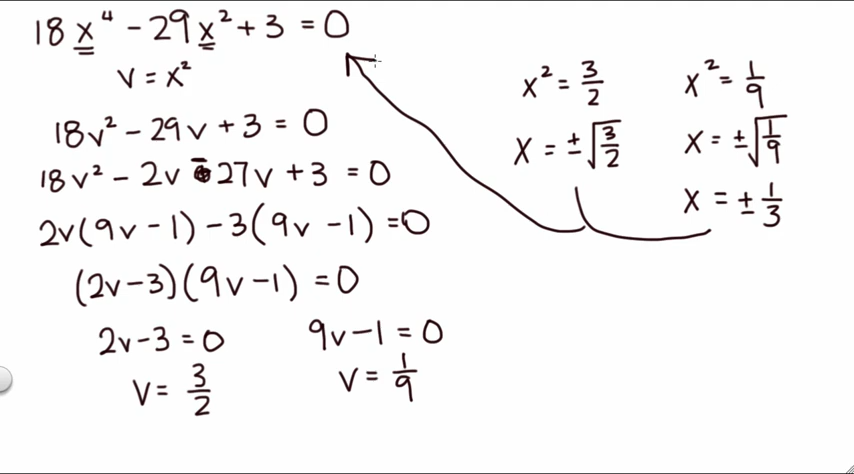 18x⁴ - 29x² + 3 = 0
v = x²
18v² - 29v + 3 = 0
18v² - 2v - 27v + 3 = 0
2v(9v - 1) - 3(9v - 1) = 0
(2v - 3)(9v - 1) = 0
2v - 3 = 0
v = 3/2
9v - 1 = 0
v = 1/9
x² = 3/2
x = ±√(3/2)
x² = 1/9
x = ±√(1/9)
x = ± 1/3